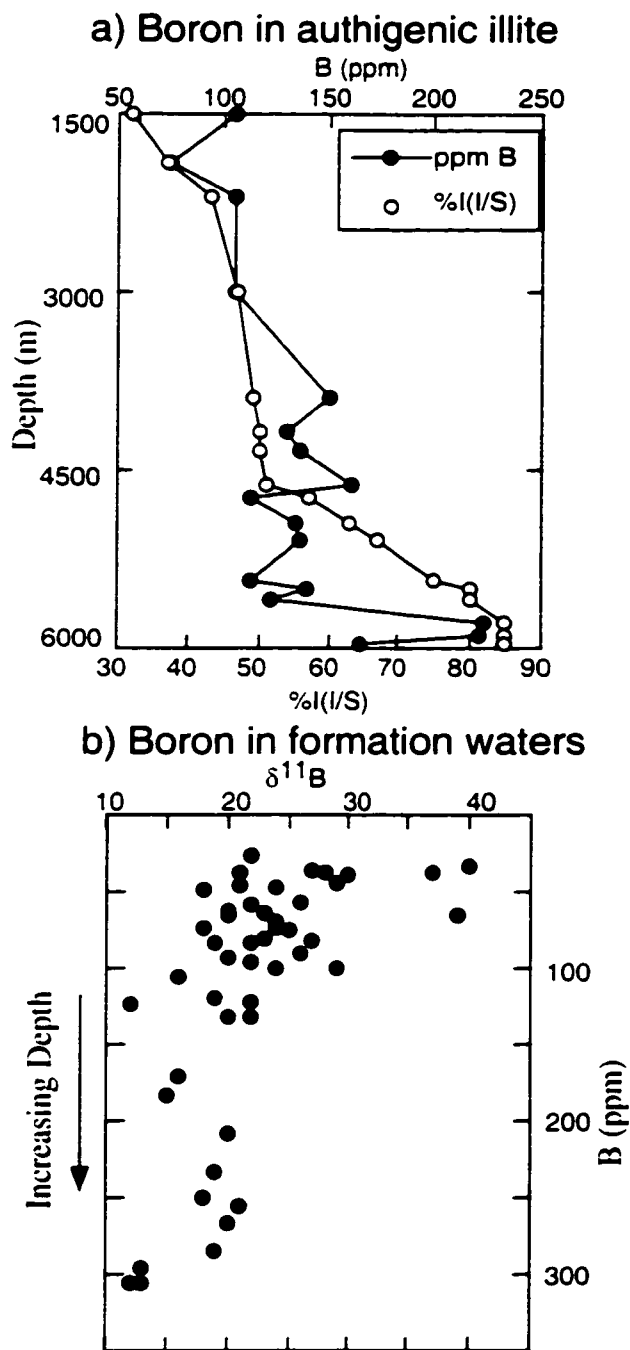 a) Boron in authigenic illite
B (ppm)
50 100 150 200 250
1500
3000
4500
6000
Depth (m)
ppm B
%I(I/S)
30 40 50 60 70 80 90
%I(I/S)
b) Boron in formation waters
δ11B
10 20 30 40
100
200
300
B (ppm)
Increasing Depth